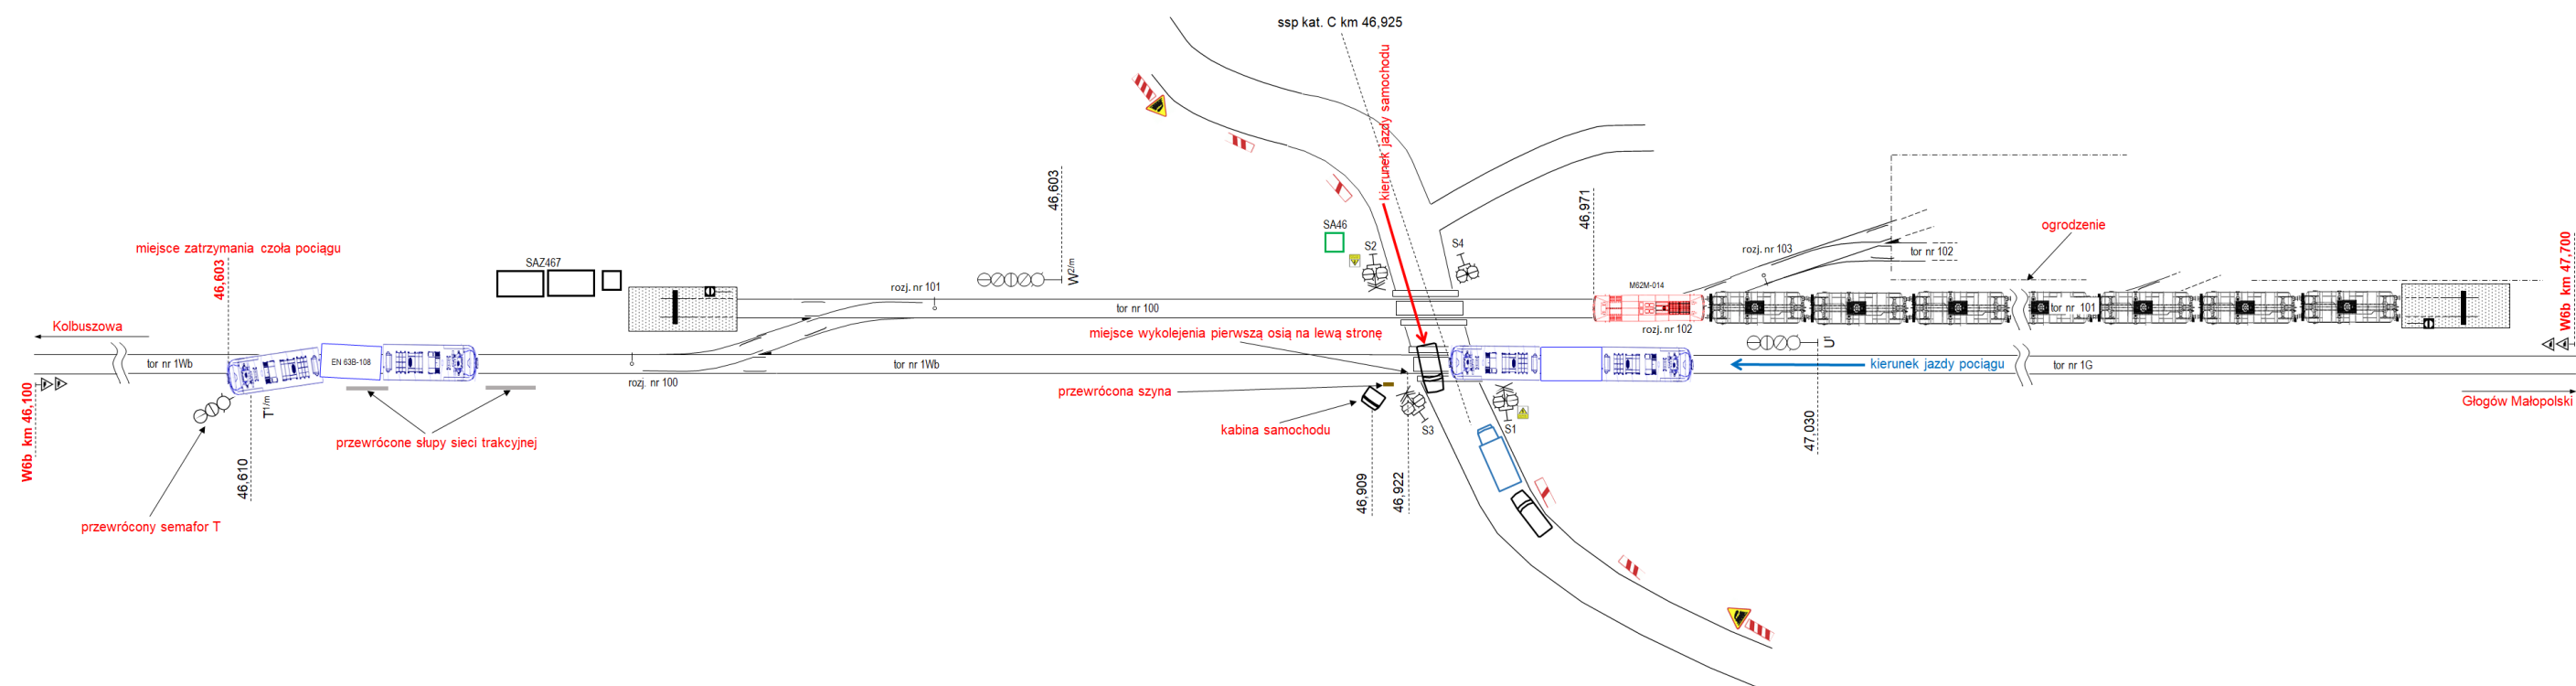 ssp kat. C km 46,925
kierunek jazdy samochodu
46,603
46,971
SA46
S2
S4
ogrodzenie
miejsce zatrzymania czoła pociągu
46,603
SAZ467
W2/m
rozj. nr 103
tor nr 102
W6b km 47,700
rozj. nr 101
M62M-014
tor nr 100
tor nr 101
Kolbuszowa
miejsce wykolejenia pierwszą osią na lewą stronę
rozj. nr 102
U
tor nr 1Wb
EN 63B-108
tor nr 1Wb
kierunek jazdy pociągu
tor nr 1G
rozj. nr 100
W6b km 46,100
T1/m
przewrócona szyna
Głogów Małopolski
kabina samochodu
S3
S1
47,030
przewrócone słupy sieci trakcyjnej
46,610
46,909
46,922
przewrócony semafor T